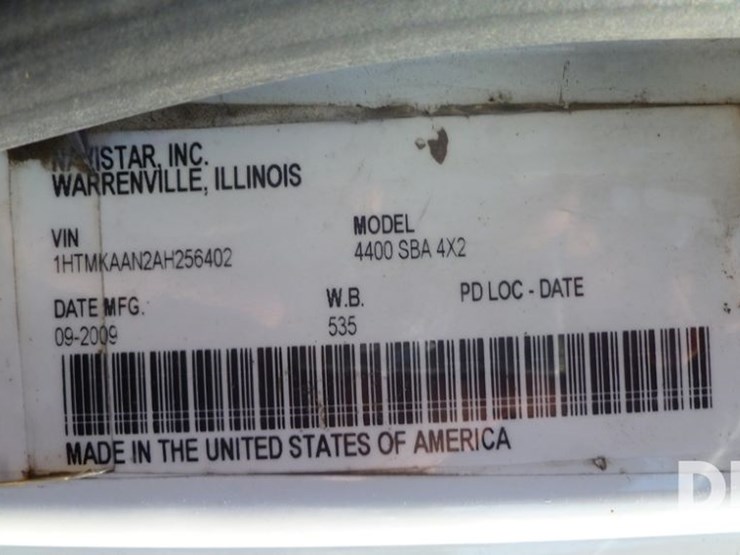 NAVISTAR, INC.
WARRENVILLE, ILLINOIS
VIN
1HTMKAAN2AH256402
MODEL
4400 SBA 4X2
DATE MFG.
09-2009
W.B.
535
PD LOC - DATE
MADE IN THE UNITED STATES OF AMERICA